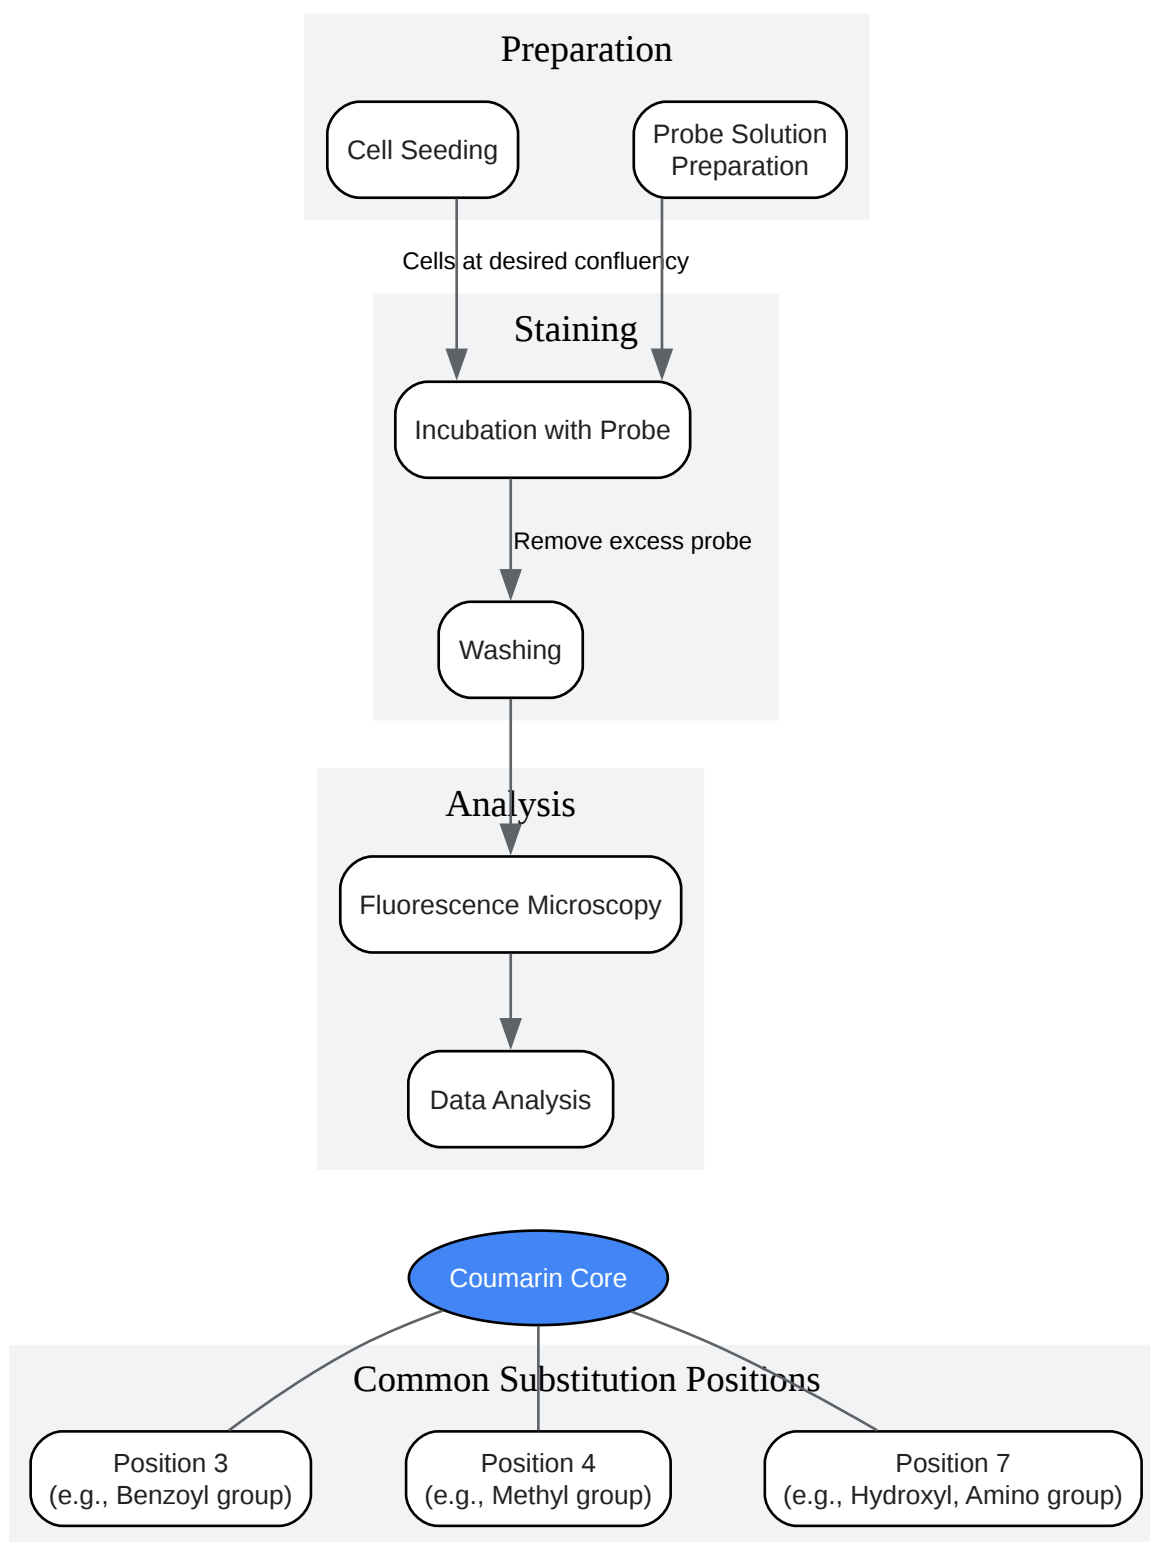 Preparation
Cell Seeding
Probe Solution
Preparation
Cells at desired confluency
Staining
Incubation with Probe
Remove excess probe
Washing
Analysis
Fluorescence Microscopy
Data Analysis
Coumarin Core
Common Substitution Positions
Position 3
(e.g., Benzoyl group)
Position 4
(e.g., Methyl group)
Position 7
(e.g., Hydroxyl, Amino group)